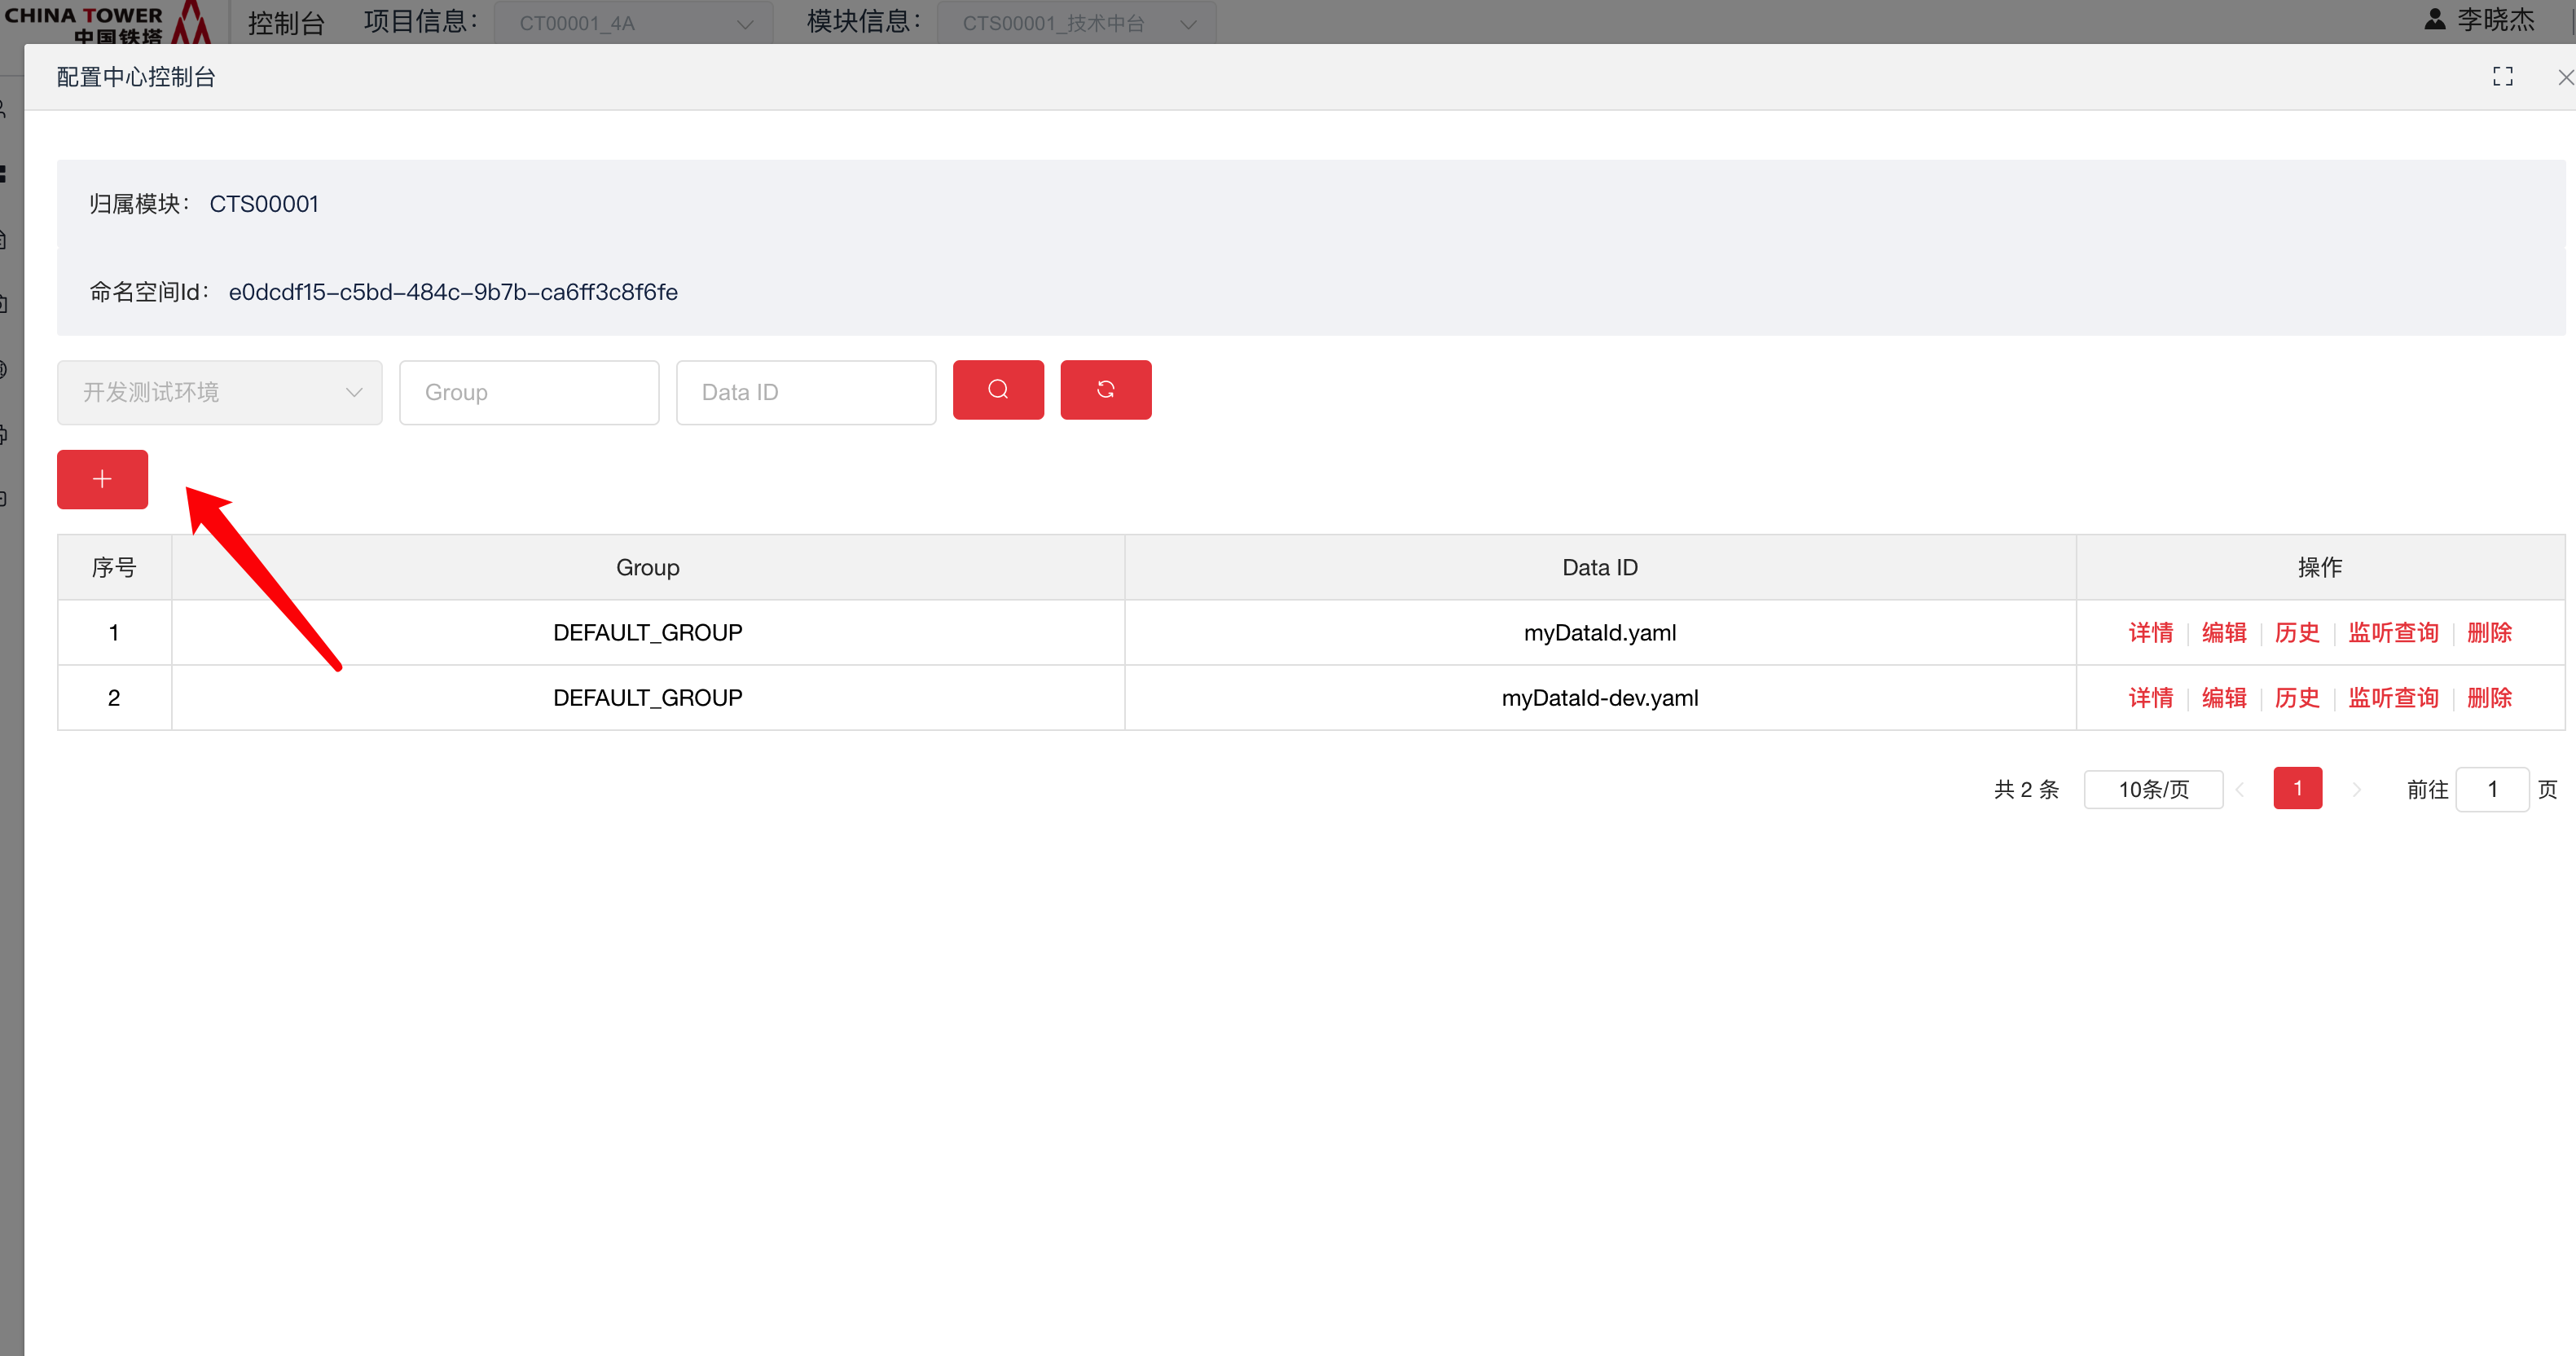 CHINA TOWER
中国铁塔
控制台 项目信息： CT00001_4A 模块信息： CTS00001_技术中台 李晓杰
配置中心控制台
归属模块： CTS00001
命名空间Id： e0dcdf15-c5bd-484c-9b7b-ca6ff3c8f6fe
开发测试环境 Group Data ID
序号 Group Data ID 操作
1 DEFAULT_GROUP myDataId.yaml 详情 编辑 历史 监听查询 删除
2 DEFAULT_GROUP myDataId-dev.yaml 详情 编辑 历史 监听查询 删除
共 2 条 10条/页 1 前往 1 页